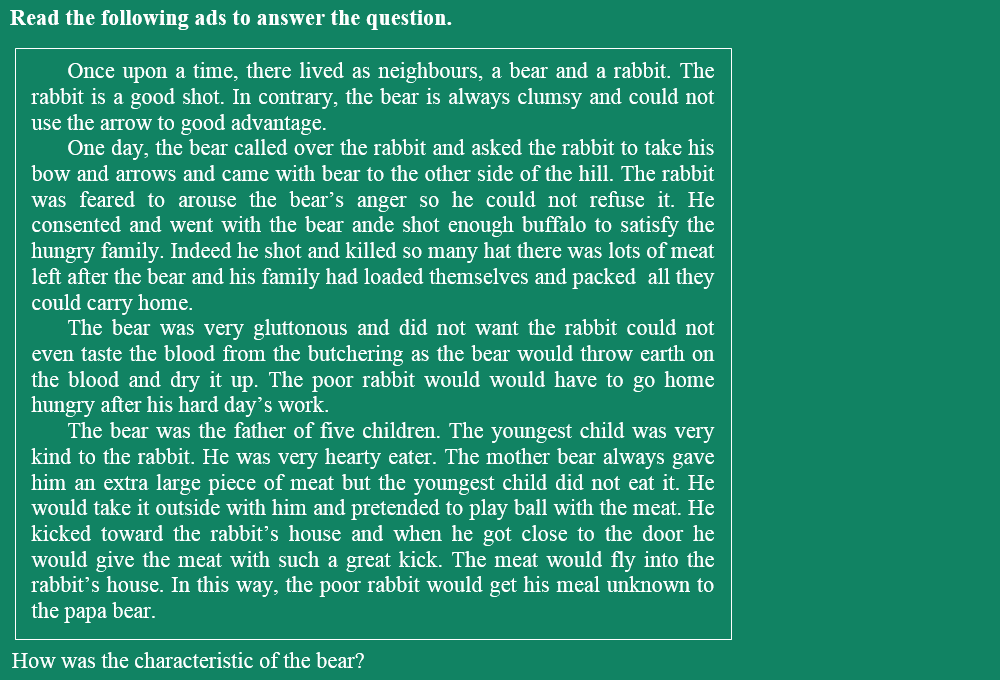 Read the following ads to answer the question.
Once upon a time, there lived as neighbours, a bear and a rabbit. The
rabbit is a good shot. In contrary, the bear is always clumsy and could not
use the arrow to good advantage.
One day, the bear called over the rabbit and asked the rabbit to take his
bow and arrows and came with bear to the other side of the hill. The rabbit
was feared to arouse the bear’s anger so he could not refuse it. He
consented and went with the bear ande shot enough buffalo to satisfy the
hungry family. Indeed he shot and killed so many hat there was lots of meat
left after the bear and his family had loaded themselves and packed  all they
could carry home.
The bear was very gluttonous and did not want the rabbit could not
even taste the blood from the butchering as the bear would throw earth on
the blood and dry it up. The poor rabbit would would have to go home
hungry after his hard day’s work.
The bear was the father of five children. The youngest child was very
kind to the rabbit. He was very hearty eater. The mother bear always gave
him an extra large piece of meat but the youngest child did not eat it. He
would take it outside with him and pretended to play ball with the meat. He
kicked toward the rabbit’s house and when he got close to the door he
would give the meat with such a great kick. The meat would fly into the
rabbit’s house. In this way, the poor rabbit would get his meal unknown to
the papa bear.
How was the characteristic of the bear?